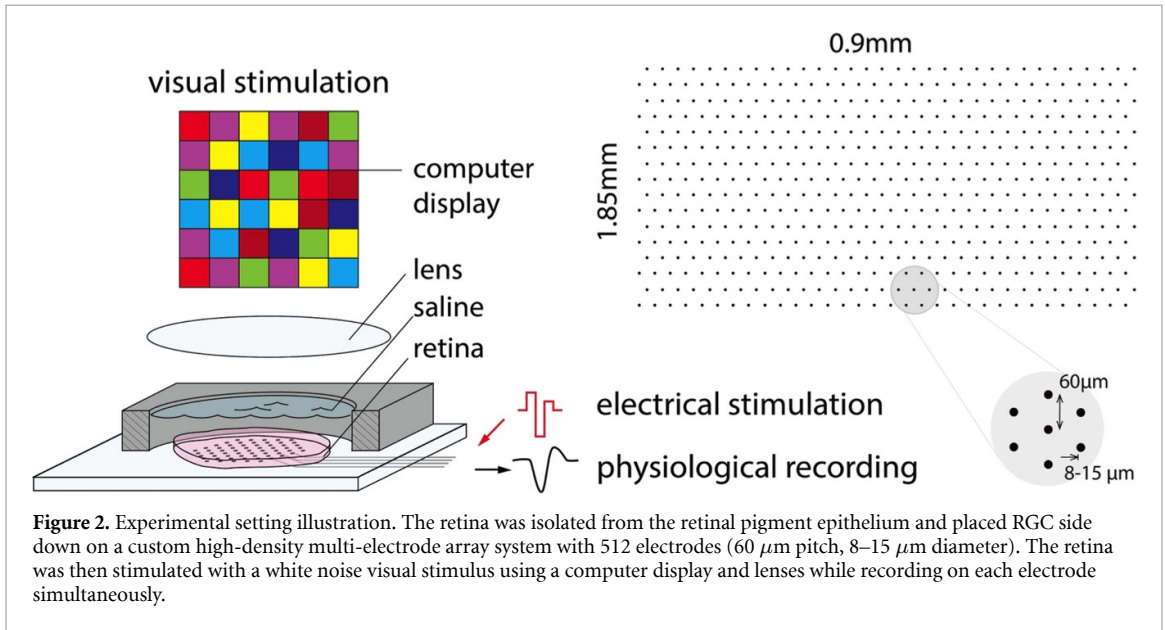 visual stimulation
computer
display
lens
saline
retina
electrical stimulation
physiological recording
0.9mm
1.85mm
60μm
8-15 μm
Figure 2. Experimental setting illustration. The retina was isolated from the retinal pigment epithelium and placed RGC side
down on a custom high-density multi-electrode array system with 512 electrodes (60 μm pitch, 8–15 μm diameter). The retina
was then stimulated with a white noise visual stimulus using a computer display and lenses while recording on each electrode
simultaneously.